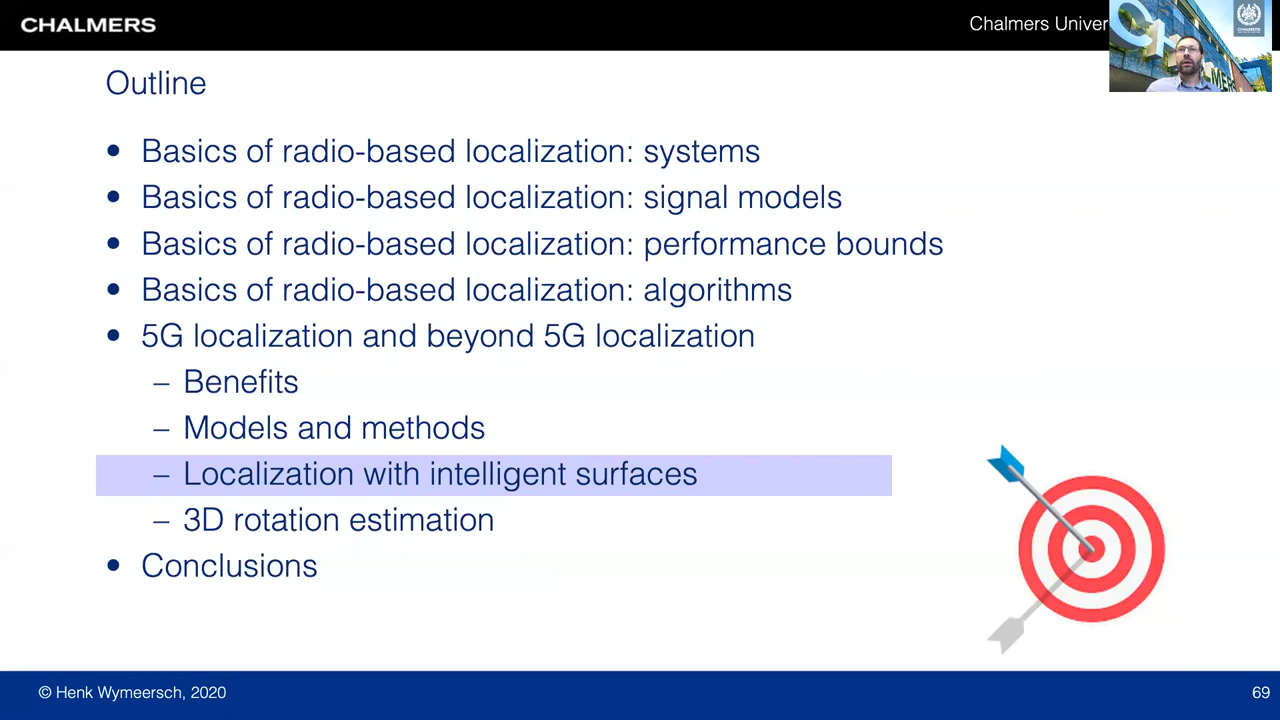 CHALMERS
Chalmers Univer
Outline
• Basics of radio-based localization: systems
• Basics of radio-based localization: signal models
• Basics of radio-based localization: performance bounds
• Basics of radio-based localization: algorithms
• 5G localization and beyond 5G localization
– Benefits
– Models and methods
– Localization with intelligent surfaces
– 3D rotation estimation
• Conclusions
© Henk Wymeersch, 2020
69